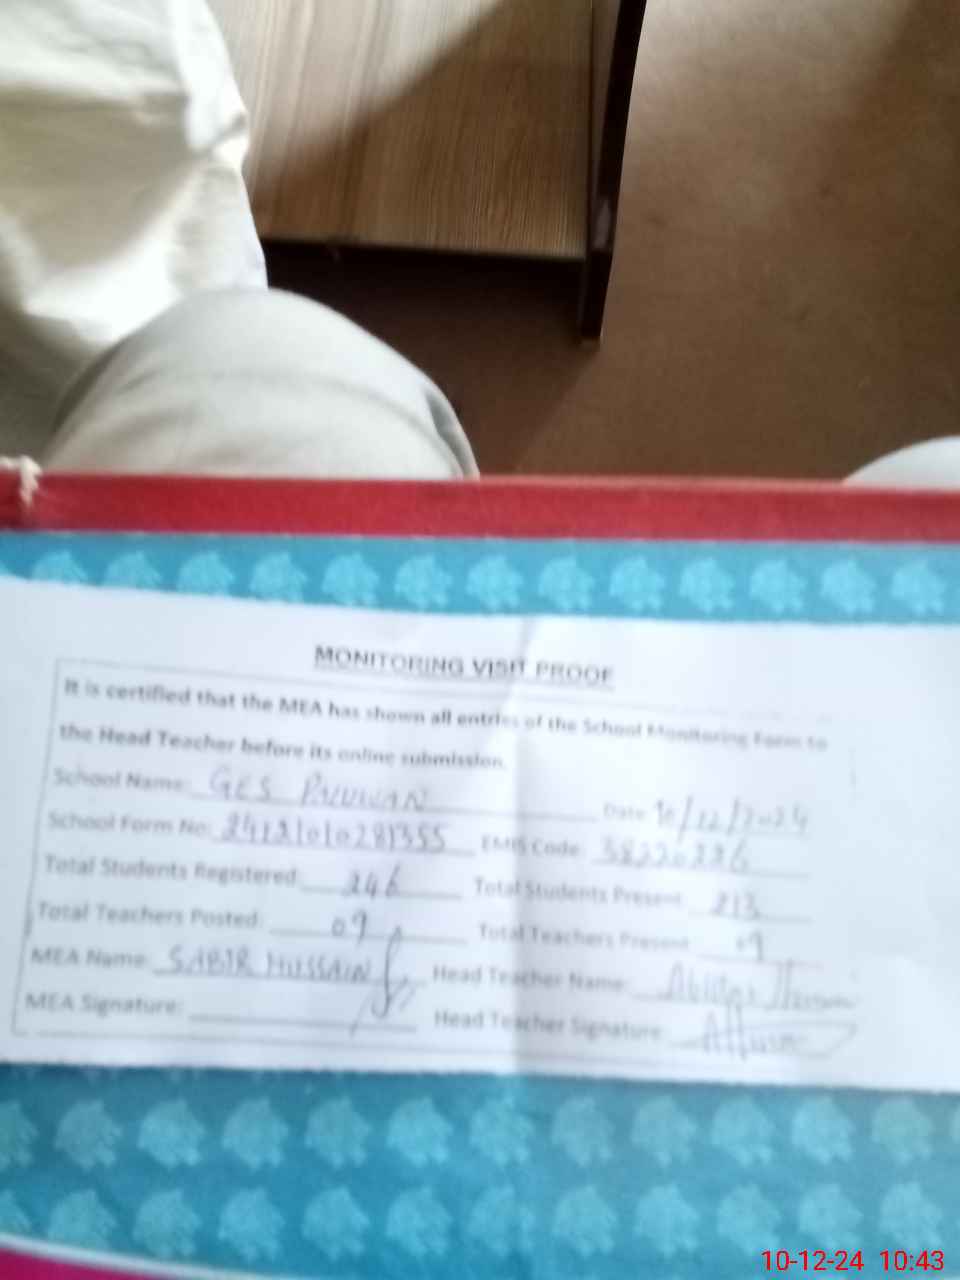 MONITORING VISIT PROOF
It is certified that the MEA has shown all entries of the School Monitoring Form to
the Head Teacher before its online submission.
School Name: GES Date: 10/12/2024
School Form No: 24121010281355 EMIS Code:
Total Students Registered: 246 Total Students Present: 213
Total Teachers Posted: 09 Total Teachers Present: 09
MEA Name: SABIR HUSSAIN Head Teacher Name:
MEA Signature: Head Teacher Signature:
10-12-24 10:43